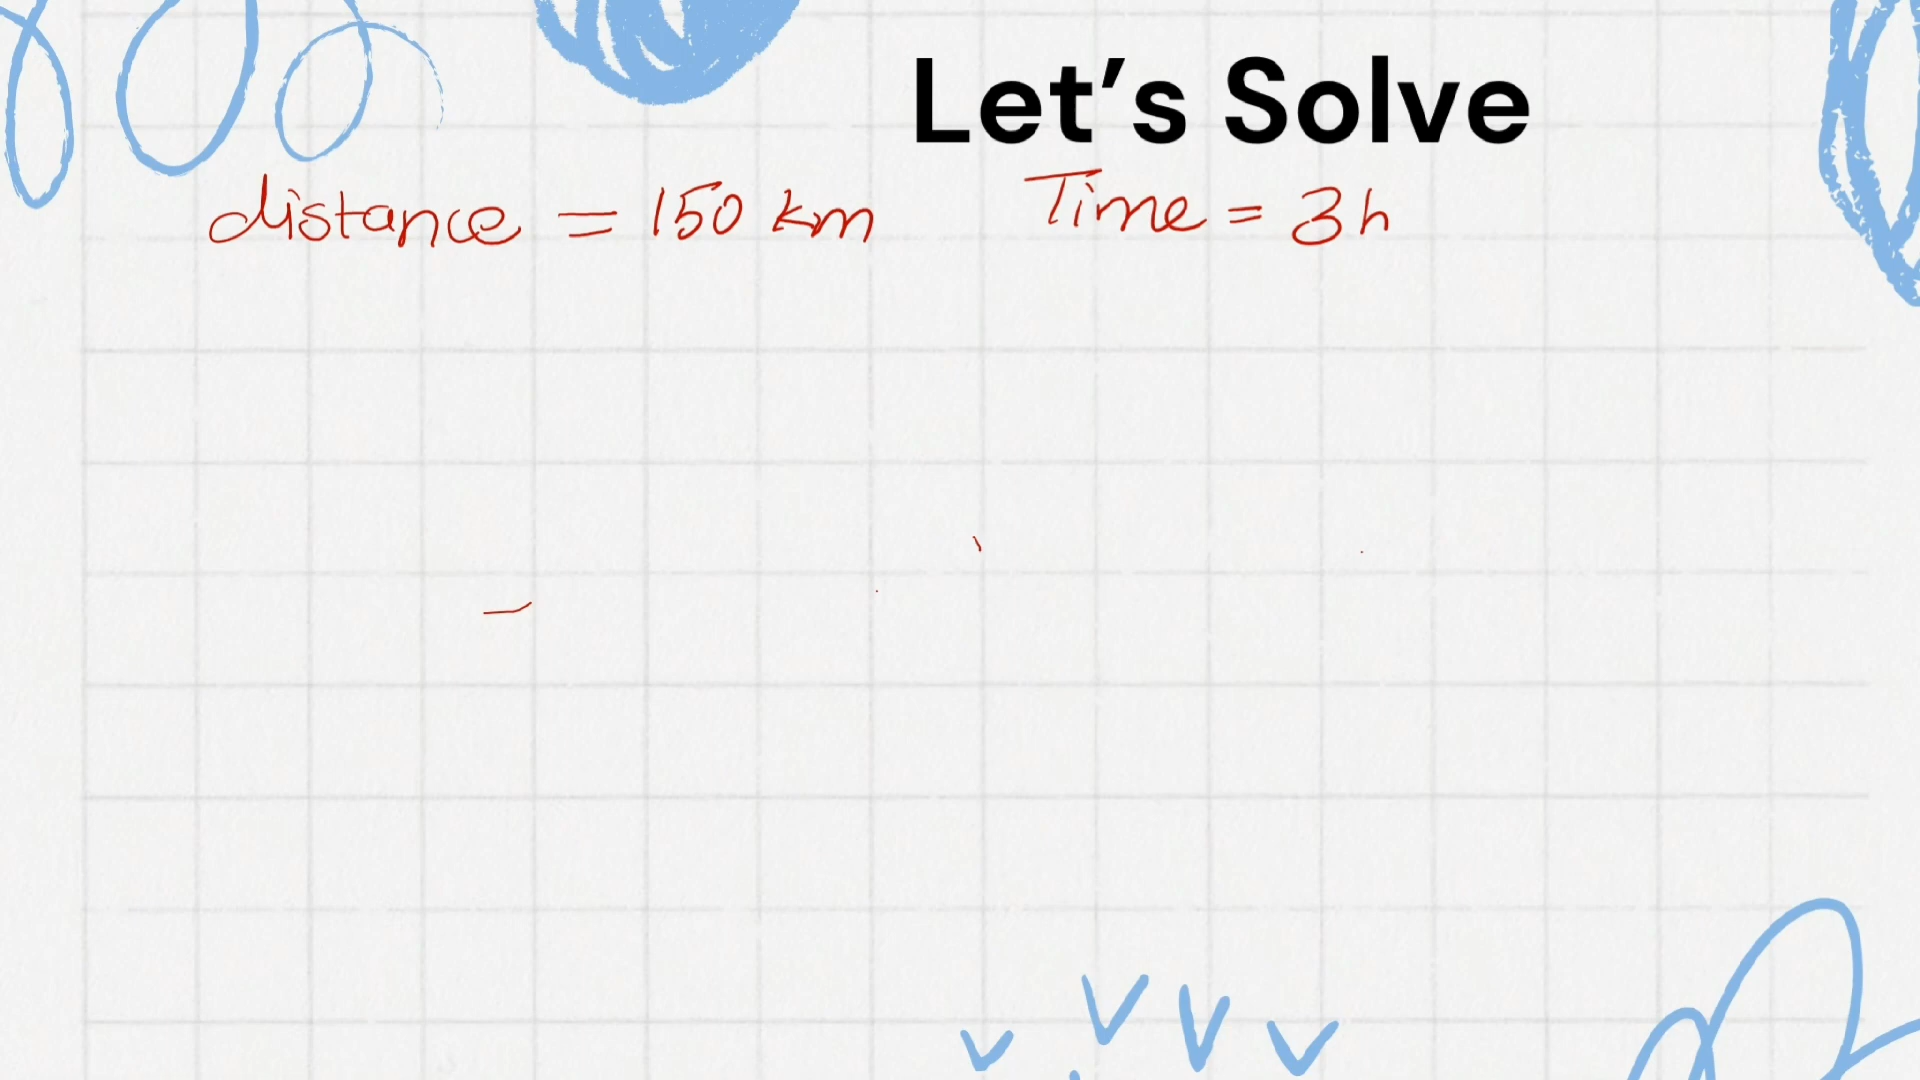 Let's Solve
distance = 150 km Time = 3h